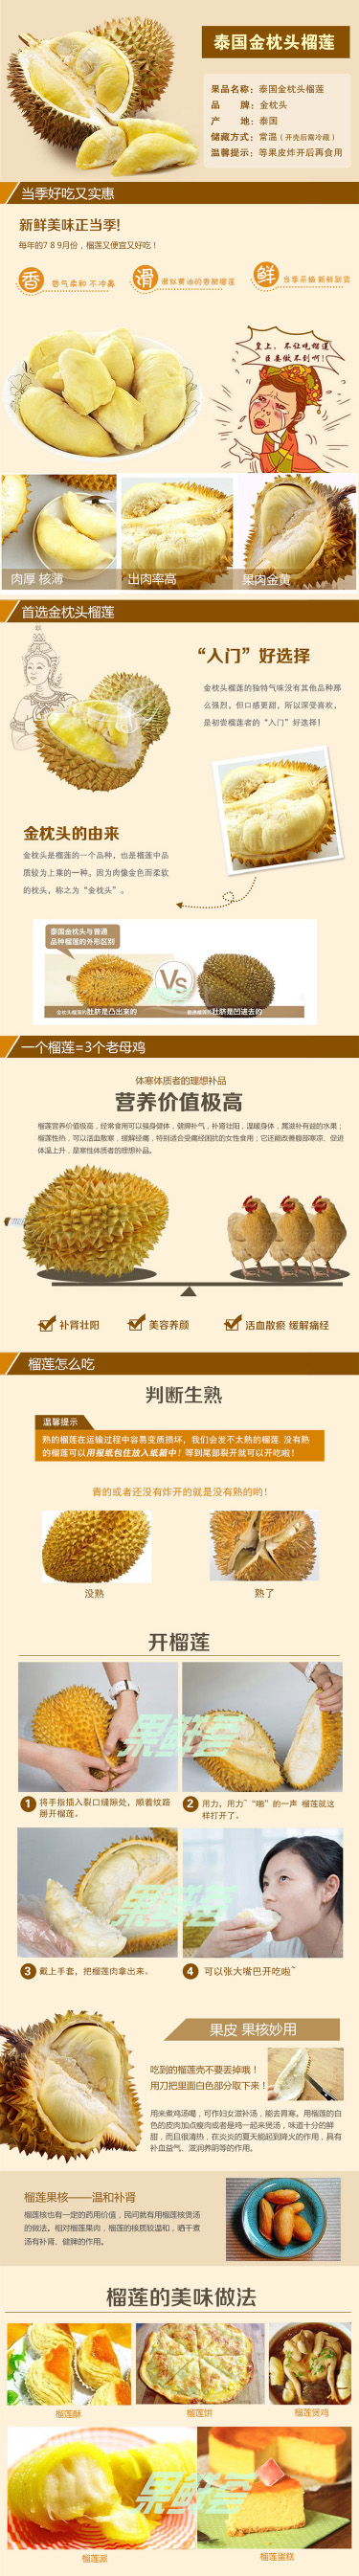 泰国金枕头榴莲
果品名称：泰国金枕头榴莲
品 牌：金枕头
产 地：泰国
储藏方式：常温（开壳后需冷藏）
温馨提示：等果皮炸开后再食用
当季好吃又实惠
新鲜美味正当季!
每年的7 8 9月份，榴莲又便宜又好吃！
香 香气柔和 不冲鼻
滑
鲜 当季采摘 新鲜到货
皇上，不让吃榴莲
臣妾做不到啊！
肉厚 核薄
出肉率高
果肉金黄
首选金枕头榴莲
“入门”好选择
金枕头榴莲的独特气味没有其他品种那
么强烈，但口感更甜，所以深受喜欢，
是初尝榴莲者的“入门”好选择！
金枕头的由来
金枕头是榴莲的一个品种，也是榴莲中品
质较为上乘的一种。因为肉像金色而柔软
的枕头，称之为“金枕头”。
泰国金枕头与普通
品种榴莲的外形区别
VS
金枕头榴莲的肚脐是凸出来的
普通榴莲的肚脐是凹进去的
一个榴莲=3个老母鸡
体寒体质者的理想补品
营养价值极高
榴莲营养价值极高，经常食用可以强身健体，健脾补气，补肾壮阳，温暖身体，属滋补有益的水果；
榴莲性热，可以活血散寒，缓解经痛，特别适合受痛经困扰的女性食用；它还能改善腹部寒凉、促进
体温上升，是寒性体质者的理想补品。
补肾壮阳
美容养颜
活血散瘀 缓解痛经
榴莲怎么吃
判断生熟
温馨提示
熟的榴莲在运输过程中容易变质损坏，我们会发不太熟的榴莲. 没有熟
的榴莲可以用报纸包住放入纸箱中！等到尾部裂开就可以开吃啦！
青的或者还没有炸开的就是没有熟的哟！
没熟
熟了
开榴莲
果鲜荟
1 将手指插入裂口缝隙处，顺着纹路
掰开榴莲。
2 用力，用力~“嘣”的一声 榴莲就这
样打开了。
果鲜荟
3 戴上手套，把榴莲肉拿出来。
4 可以张大嘴巴开吃啦~
果皮 果核妙用
吃到的榴莲壳不要丢掉哦！
用刀把里面白色部分取下来！
用来煮鸡汤喝，可作妇女滋补汤，能去胃寒。用榴莲的白
色的皮肉加点瘦肉或者是鸡一起来煲汤，味道十分的鲜
甜，而且很清热，在炎炎的夏天能起到降火的作用，具有
补血益气、滋润养阴等的作用。
榴莲果核——温和补肾
榴莲核也有一定的药用价值，民间就有用榴莲核煲汤
的做法。相对榴莲果肉，榴莲的核质较温和，晒干煮
汤有补肾、健脾的作用。
榴莲的美味做法
榴莲酥
榴莲饼
榴莲煲鸡
果鲜荟
榴莲派
榴莲蛋糕